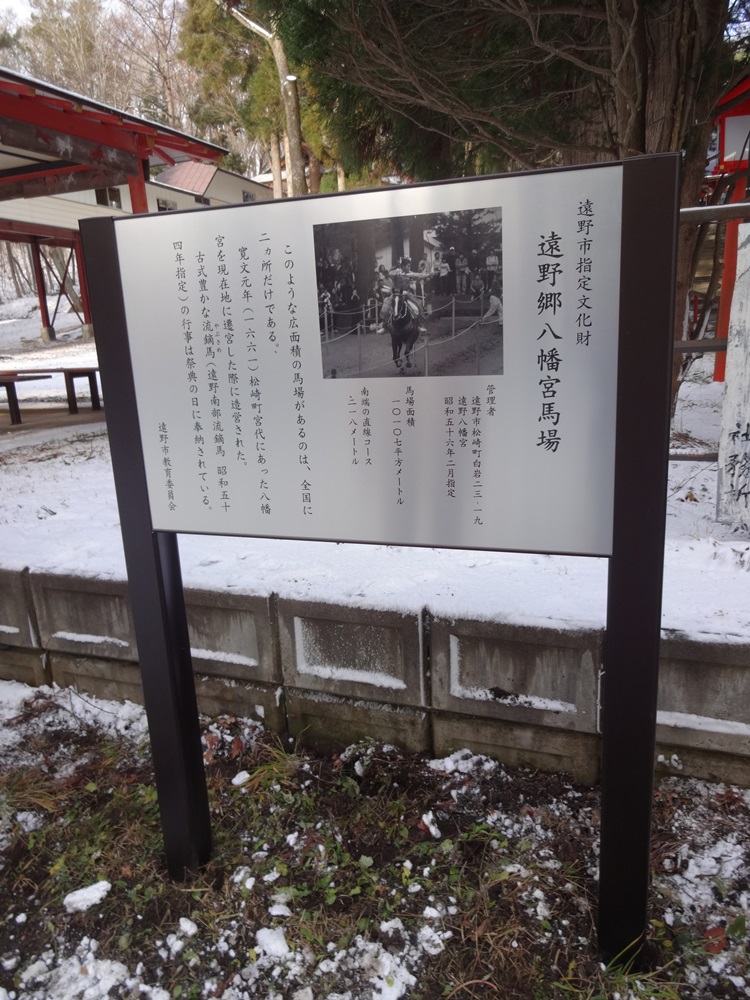 遠野市指定文化財
遠野郷八幡宮馬場
管理者
遠野市松崎町白岩二三-一九
遠野八幡宮
昭和五十六年二月指定
馬場面積
一〇一〇七平方メートル
南端の直線コース
二一八メートル
このような広面積の馬場があるのは、全国に
二ヵ所だけである。
寛文元年(一六六一)松崎町宮代にあった八幡
宮を現在地に遷宮した際に造営された。
古式豊かな流鏑馬(遠野南部流鏑馬 昭和五十
やぶさめ
四年指定)の行事は祭典の日に奉納されている。
遠野市教育委員会
社務所